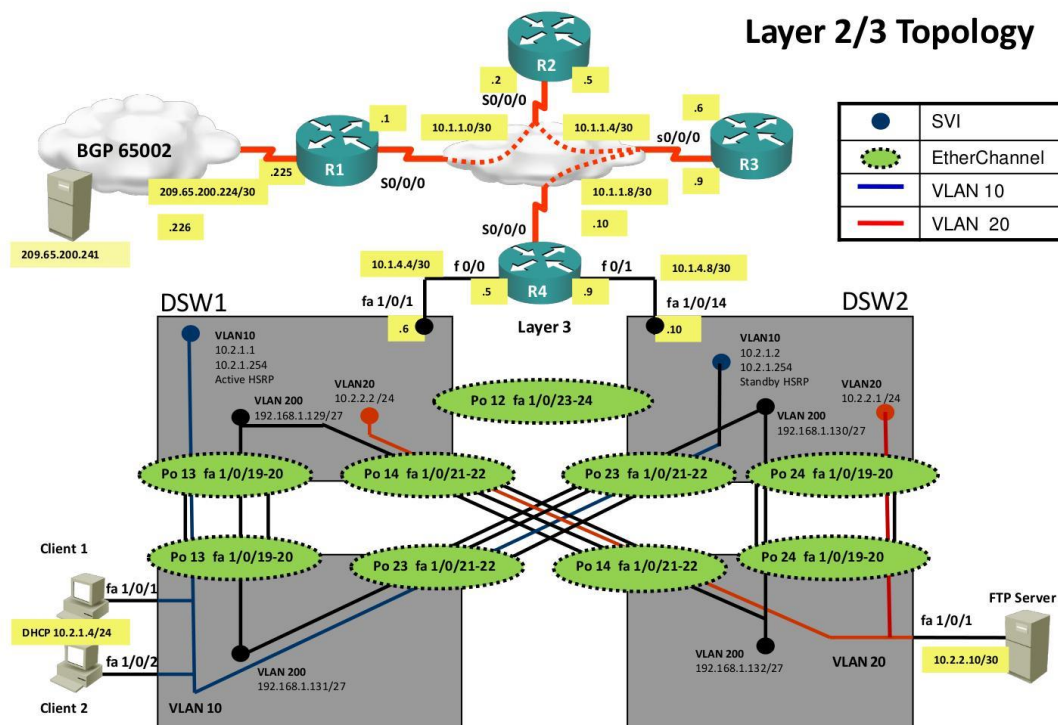 Layer 2/3 Topology
R2
.2
.5
S0/0/0
.1
10.1.1.0/30
10.1.1.4/30
.6
s0/0/0
BGP 65002
R1
R3
.225
S0/0/0
.9
209.65.200.224/30
10.1.1.8/30
.226
.10
209.65.200.241
S0/0/0
SVI
EtherChannel
VLAN 10
VLAN 20
10.1.4.4/30
f 0/0
f 0/1
10.1.4.8/30
.5
R4
.9
fa 1/0/1
fa 1/0/14
DSW1
DSW2
.6
Layer 3
.10
VLAN10
10.2.1.1
10.2.1.254
Active HSRP
VLAN20
10.2.2.2 /24
VLAN 200
192.168.1.129/27
Po 12 fa 1/0/23-24
VLAN10
10.2.1.2
10.2.1.254
Standby HSRP
VLAN20
10.2.2.1 /24
VLAN 200
192.168.1.130/27
Po 13 fa 1/0/19-20
Po 14 fa 1/0/21-22
Po 23 fa 1/0/21-22
Po 24 fa 1/0/19-20
Po 13 fa 1/0/19-20
Po 23 fa 1/0/21-22
Po 14 fa 1/0/21-22
Po 24 fa 1/0/19-20
Client 1
fa 1/0/1
DHCP 10.2.1.4/24
fa 1/0/2
Client 2
VLAN 200
192.168.1.131/27
VLAN 10
VLAN 200
192.168.1.132/27
VLAN 20
FTP Server
fa 1/0/1
10.2.2.10/30